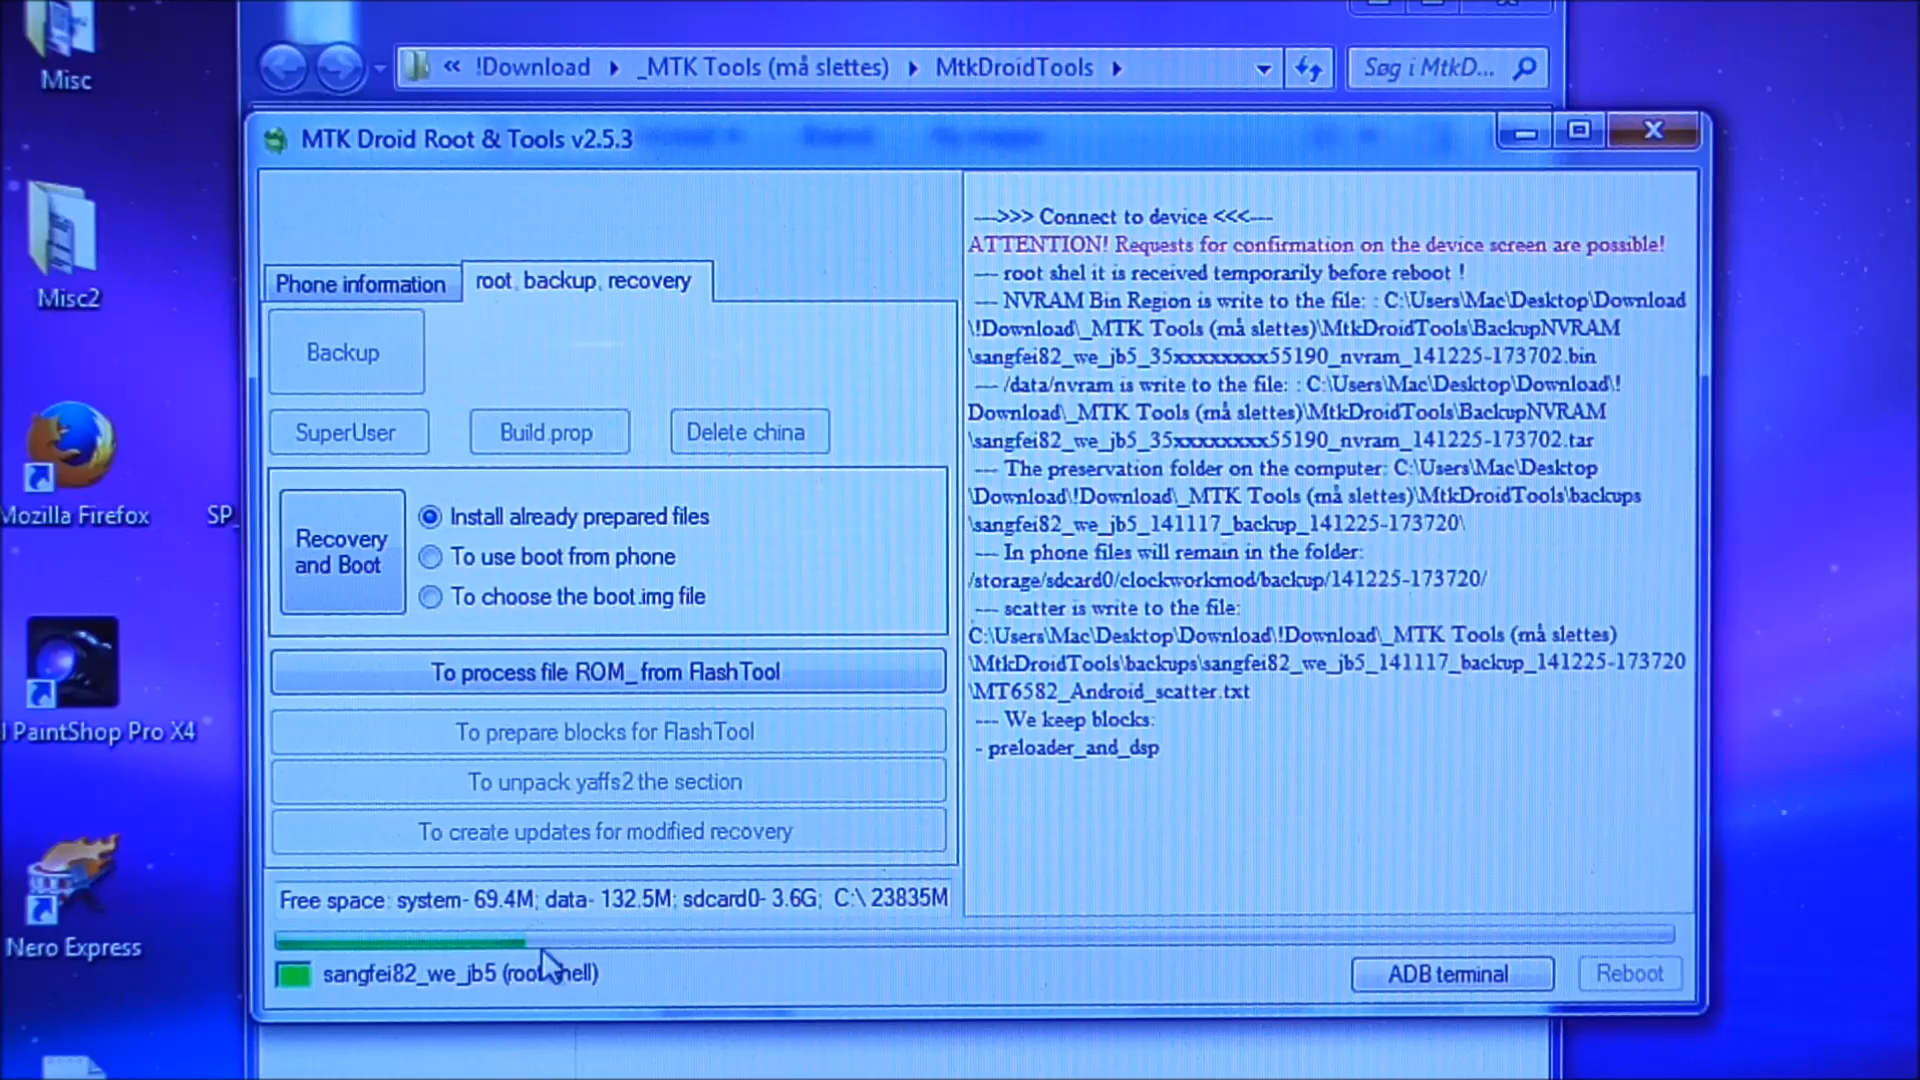 Misc
Misc2
Mozilla Firefox
SP_
PaintShop Pro X4
Nero Express
« !Download ▸ _MTK Tools (må slettes) ▸ MtkDroidTools ▸
Søg i MtkD...
MTK Droid Root & Tools v2.5.3
Phone information
root, backup, recovery
Backup
SuperUser
Build.prop
Delete china
Recovery
and Boot
Install already prepared files
To use boot from phone
To choose the boot.img file
To process file ROM_ from FlashTool
To prepare blocks for FlashTool
To unpack yaffs2 the section
To create updates for modified recovery
Free space: system- 69.4M; data- 132.5M; sdcard0- 3.6G; C:\ 23835M
sangfei82_we_jb5 (root shell)
--->>> Connect to device <<<---
ATTENTION! Requests for confirmation on the device screen are possible!
--- root shel it is received temporarily before reboot !
--- NVRAM Bin Region is write to the file: : C:\Users\Mac\Desktop\Download
\!Download\_MTK Tools (må slettes)\MtkDroidTools\BackupNVRAM
\sangfei82_we_jb5_35xxxxxxxx55190_nvram_141225-173702.bin
--- /data/nvram is write to the file: : C:\Users\Mac\Desktop\Download\!
Download\_MTK Tools (må slettes)\MtkDroidTools\BackupNVRAM
\sangfei82_we_jb5_35xxxxxxxx55190_nvram_141225-173702.tar
--- The preservation folder on the computer: C:\Users\Mac\Desktop
\Download\!Download\_MTK Tools (må slettes)\MtkDroidTools\backups
\sangfei82_we_jb5_141117_backup_141225-173720\
--- In phone files will remain in the folder:
/storage/sdcard0/clockworkmod/backup/141225-173720/
--- scatter is write to the file:
C:\Users\Mac\Desktop\Download\!Download\_MTK Tools (må slettes)
\MtkDroidTools\backups\sangfei82_we_jb5_141117_backup_141225-173720
\MT6582_Android_scatter.txt
--- We keep blocks:
- preloader_and_dsp
ADB terminal
Reboot